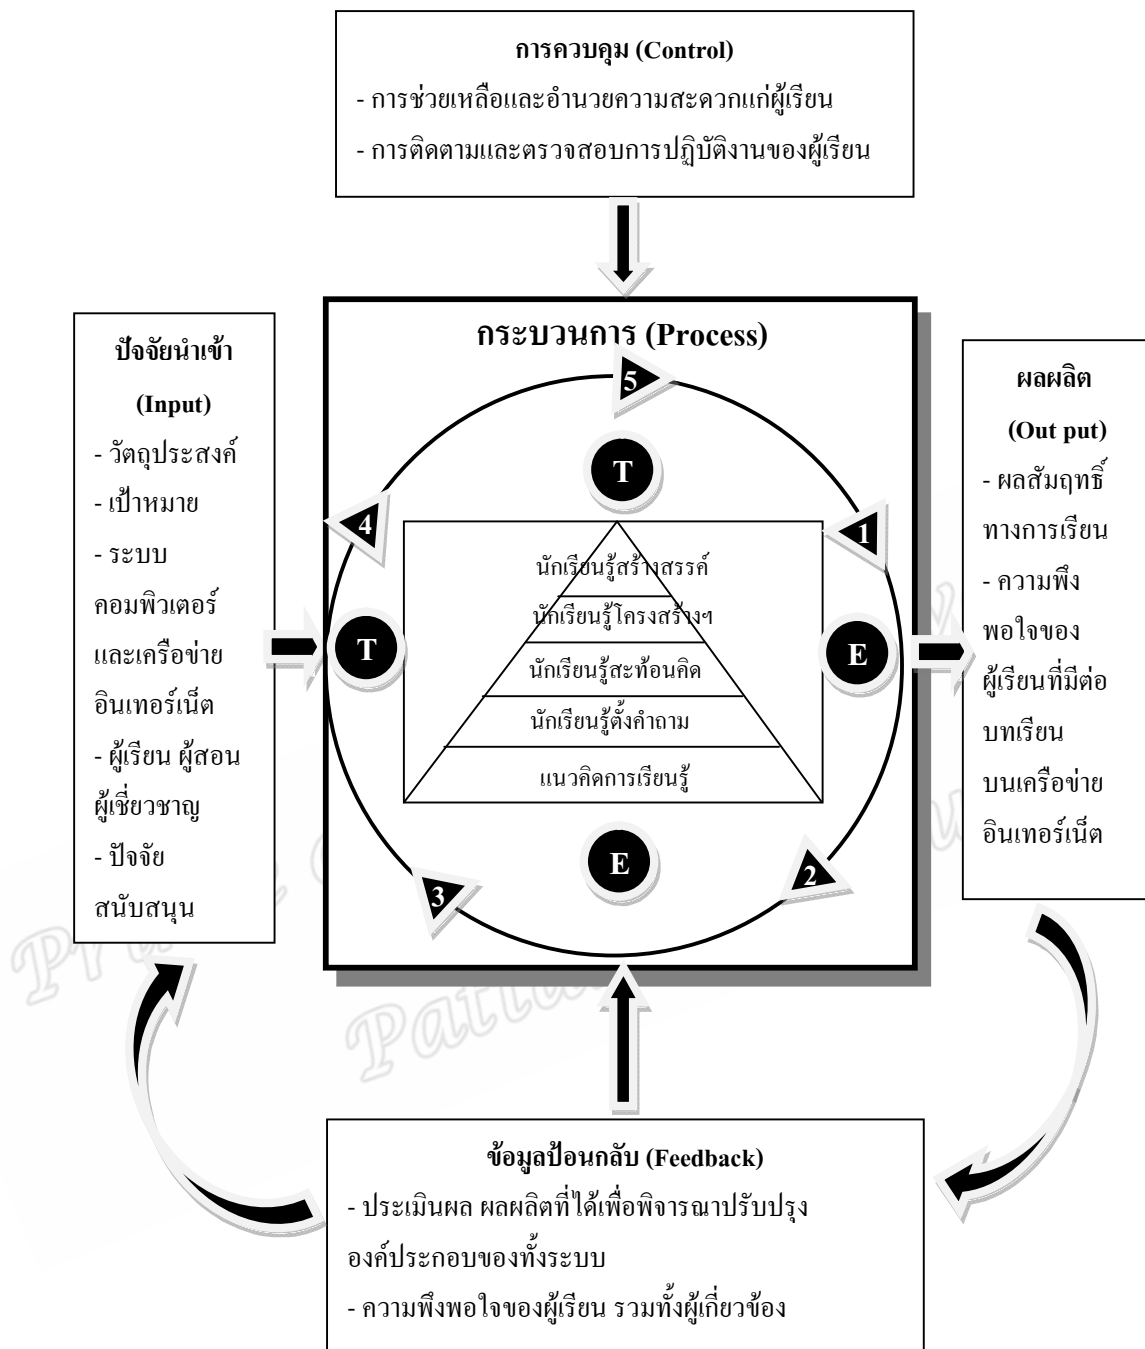 การควบคุม (Control)
- การช่วยเหลือและอำนวยความสะดวกแก่ผู้เรียน
- การติดตามและตรวจสอบการปฏิบัติงานของผู้เรียน
ปัจจัยนำเข้า
(Input)
- วัตถุประสงค์
- เป้าหมาย
- ระบบ
คอมพิวเตอร์
และเครือข่าย
อินเทอร์เน็ต
- ผู้เรียน ผู้สอน
ผู้เชี่ยวชาญ
- ปัจจัย
สนับสนุน
กระบวนการ (Process)
5
T
4
1
นักเรียนรู้สร้างสรรค์
นักเรียนรู้โครงสร้างฯ
T
E
นักเรียนรู้สะท้อนคิด
นักเรียนรู้ตั้งคำถาม
แนวคิดการเรียนรู้
E
3
2
ผลผลิต
(Out put)
- ผลสัมฤทธิ์
ทางการเรียน
- ความพึง
พอใจของ
ผู้เรียนที่มีต่อ
บทเรียน
บนเครือข่าย
อินเทอร์เน็ต
ข้อมูลป้อนกลับ (Feedback)
- ประเมินผล ผลผลิตที่ได้เพื่อพิจารณาปรับปรุง
องค์ประกอบของทั้งระบบ
- ความพึงพอใจของผู้เรียน รวมทั้งผู้เกี่ยวข้อง